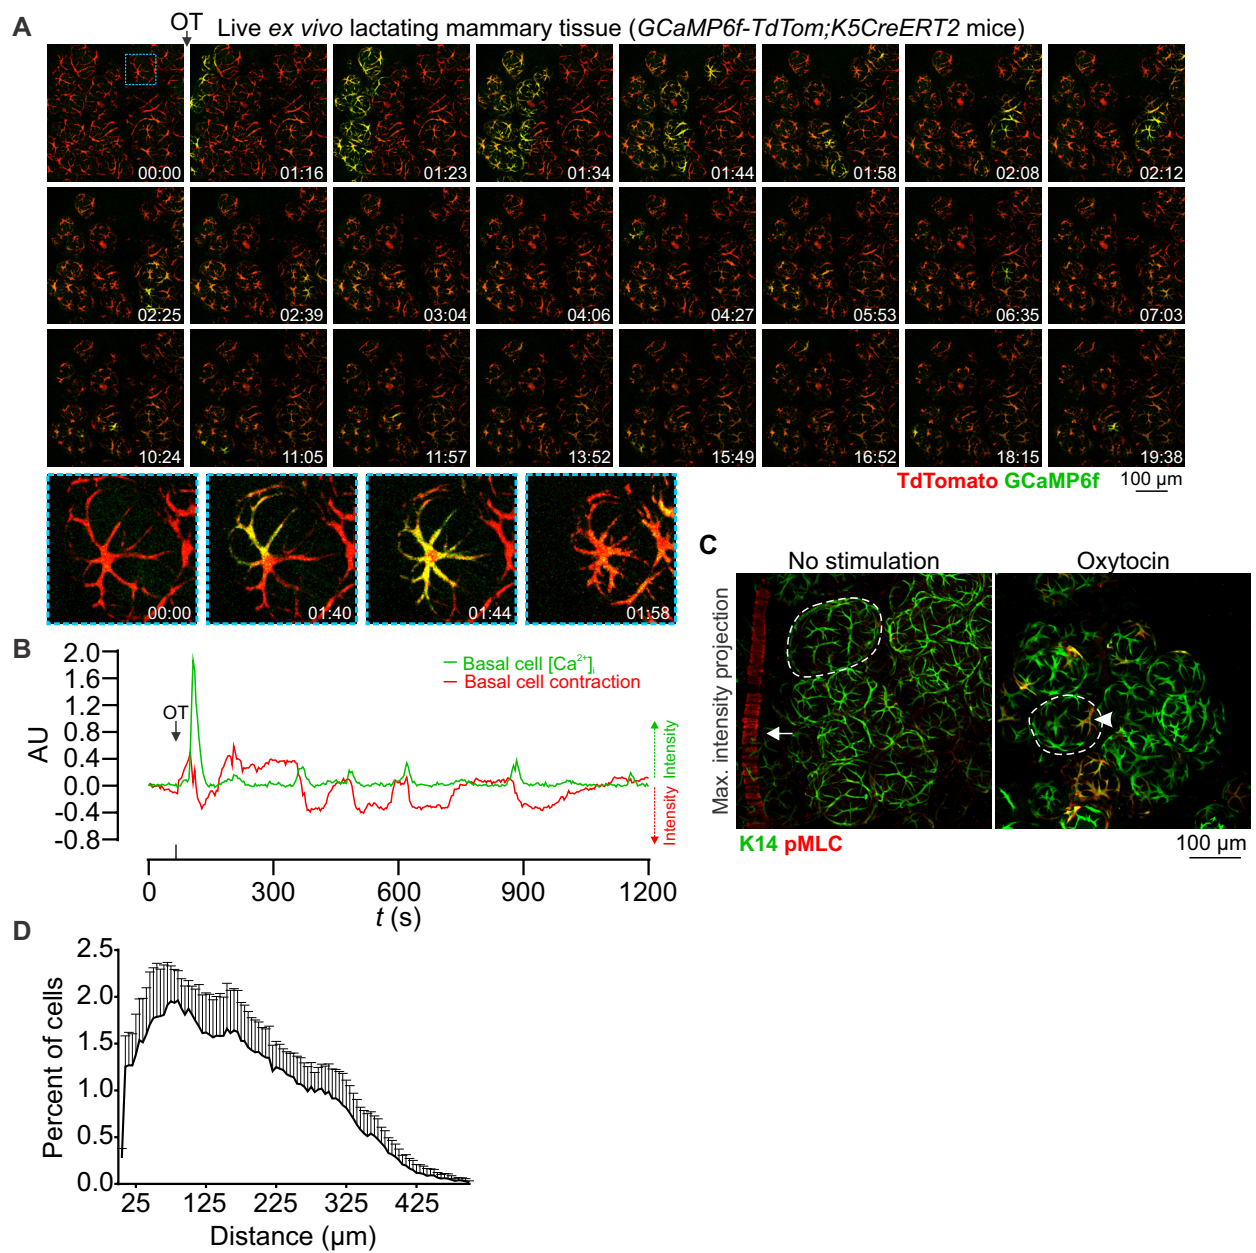 A
OT
Live ex vivo lactating mammary tissue (GCaMP6f-TdTom;K5CreERT2 mice)
00:00 01:16 01:23 01:34 01:44 01:58 02:08 02:12
02:25 02:39 03:04 04:06 04:27 05:53 06:35 07:03
10:24 11:05 11:57 13:52 15:49 16:52 18:15 19:38
TdTomato GCaMP6f
100 µm
00:00 01:40 01:44 01:58
B
2.0
1.6
1.2
0.8
0.4
0.0
-0.4
-0.8
AU
OT
Basal cell [Ca²⁺]ᵢ
Basal cell contraction
Intensity
Intensity
0 300 600 900 1200
t (s)
C
No stimulation
Oxytocin
Max. intensity projection
K14 pMLC
100 µm
D
2.5
2.0
1.5
1.0
0.5
0.0
Percent of cells
25 125 225 325 425
Distance (µm)